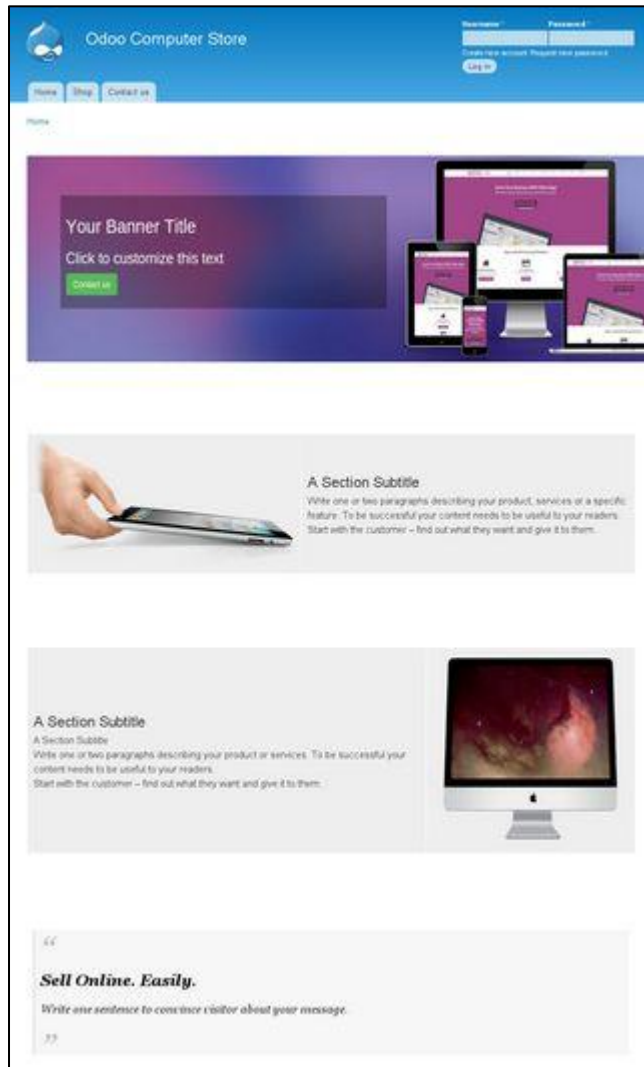 Odoo Computer Store
Username *
Password *
Create new account Request new password
Log in
Home
Shop
Contact us
Home
Your Banner Title
Click to customize this text
Contact us
A Section Subtitle
Write one or two paragraphs describing your product, services or a specific
feature. To be successful your content needs to be useful to your readers.
Start with the customer – find out what they want and give it to them.
A Section Subtitle
A Section Subtitle
Write one or two paragraphs describing your product or services. To be successful your
content needs to be useful to your readers.
Start with the customer – find out what they want and give it to them.
“
Sell Online. Easily.
Write one sentence to convince visitor about your message.
”